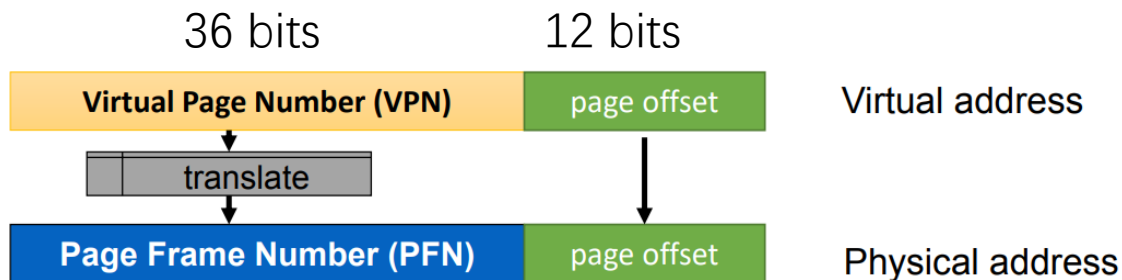 36 bits 12 bits
Virtual Page Number (VPN) page offset Virtual address
translate
Page Frame Number (PFN) page offset Physical address